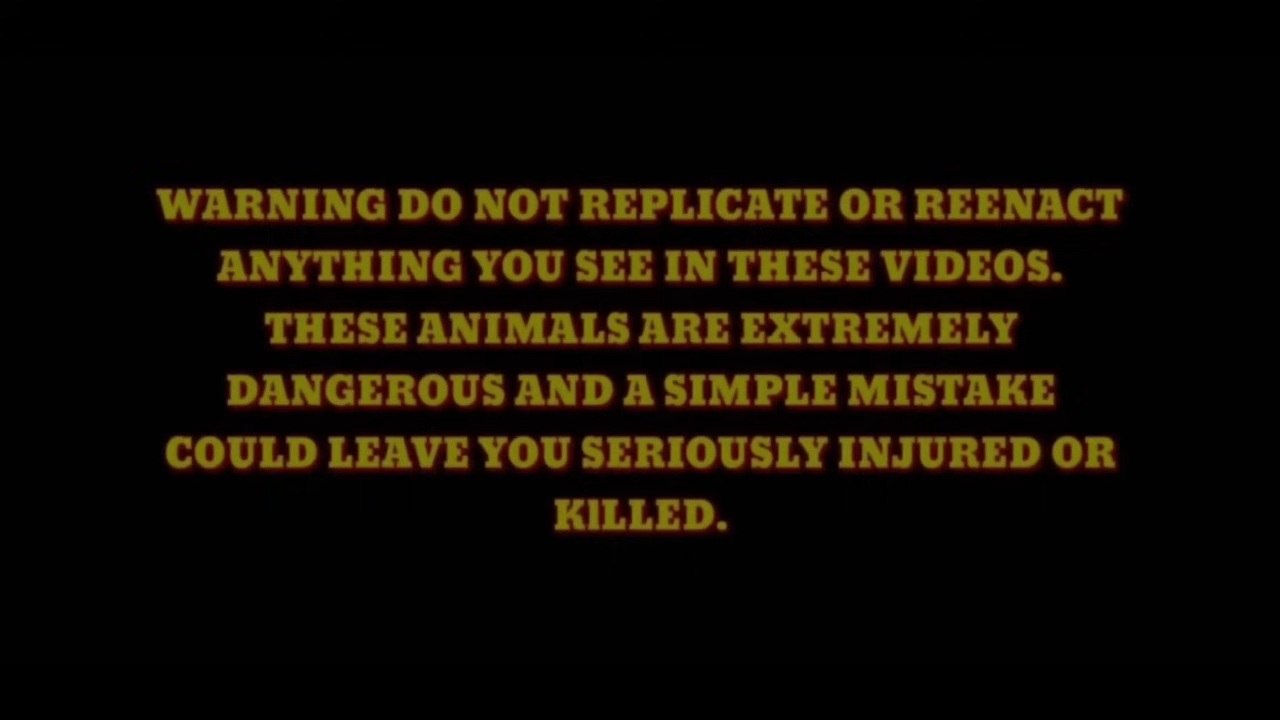 WARNING DO NOT REPLICATE OR REENACT
ANYTHING YOU SEE IN THESE VIDEOS.
THESE ANIMALS ARE EXTREMELY
DANGEROUS AND A SIMPLE MISTAKE
COULD LEAVE YOU SERIOUSLY INJURED OR
KILLED.